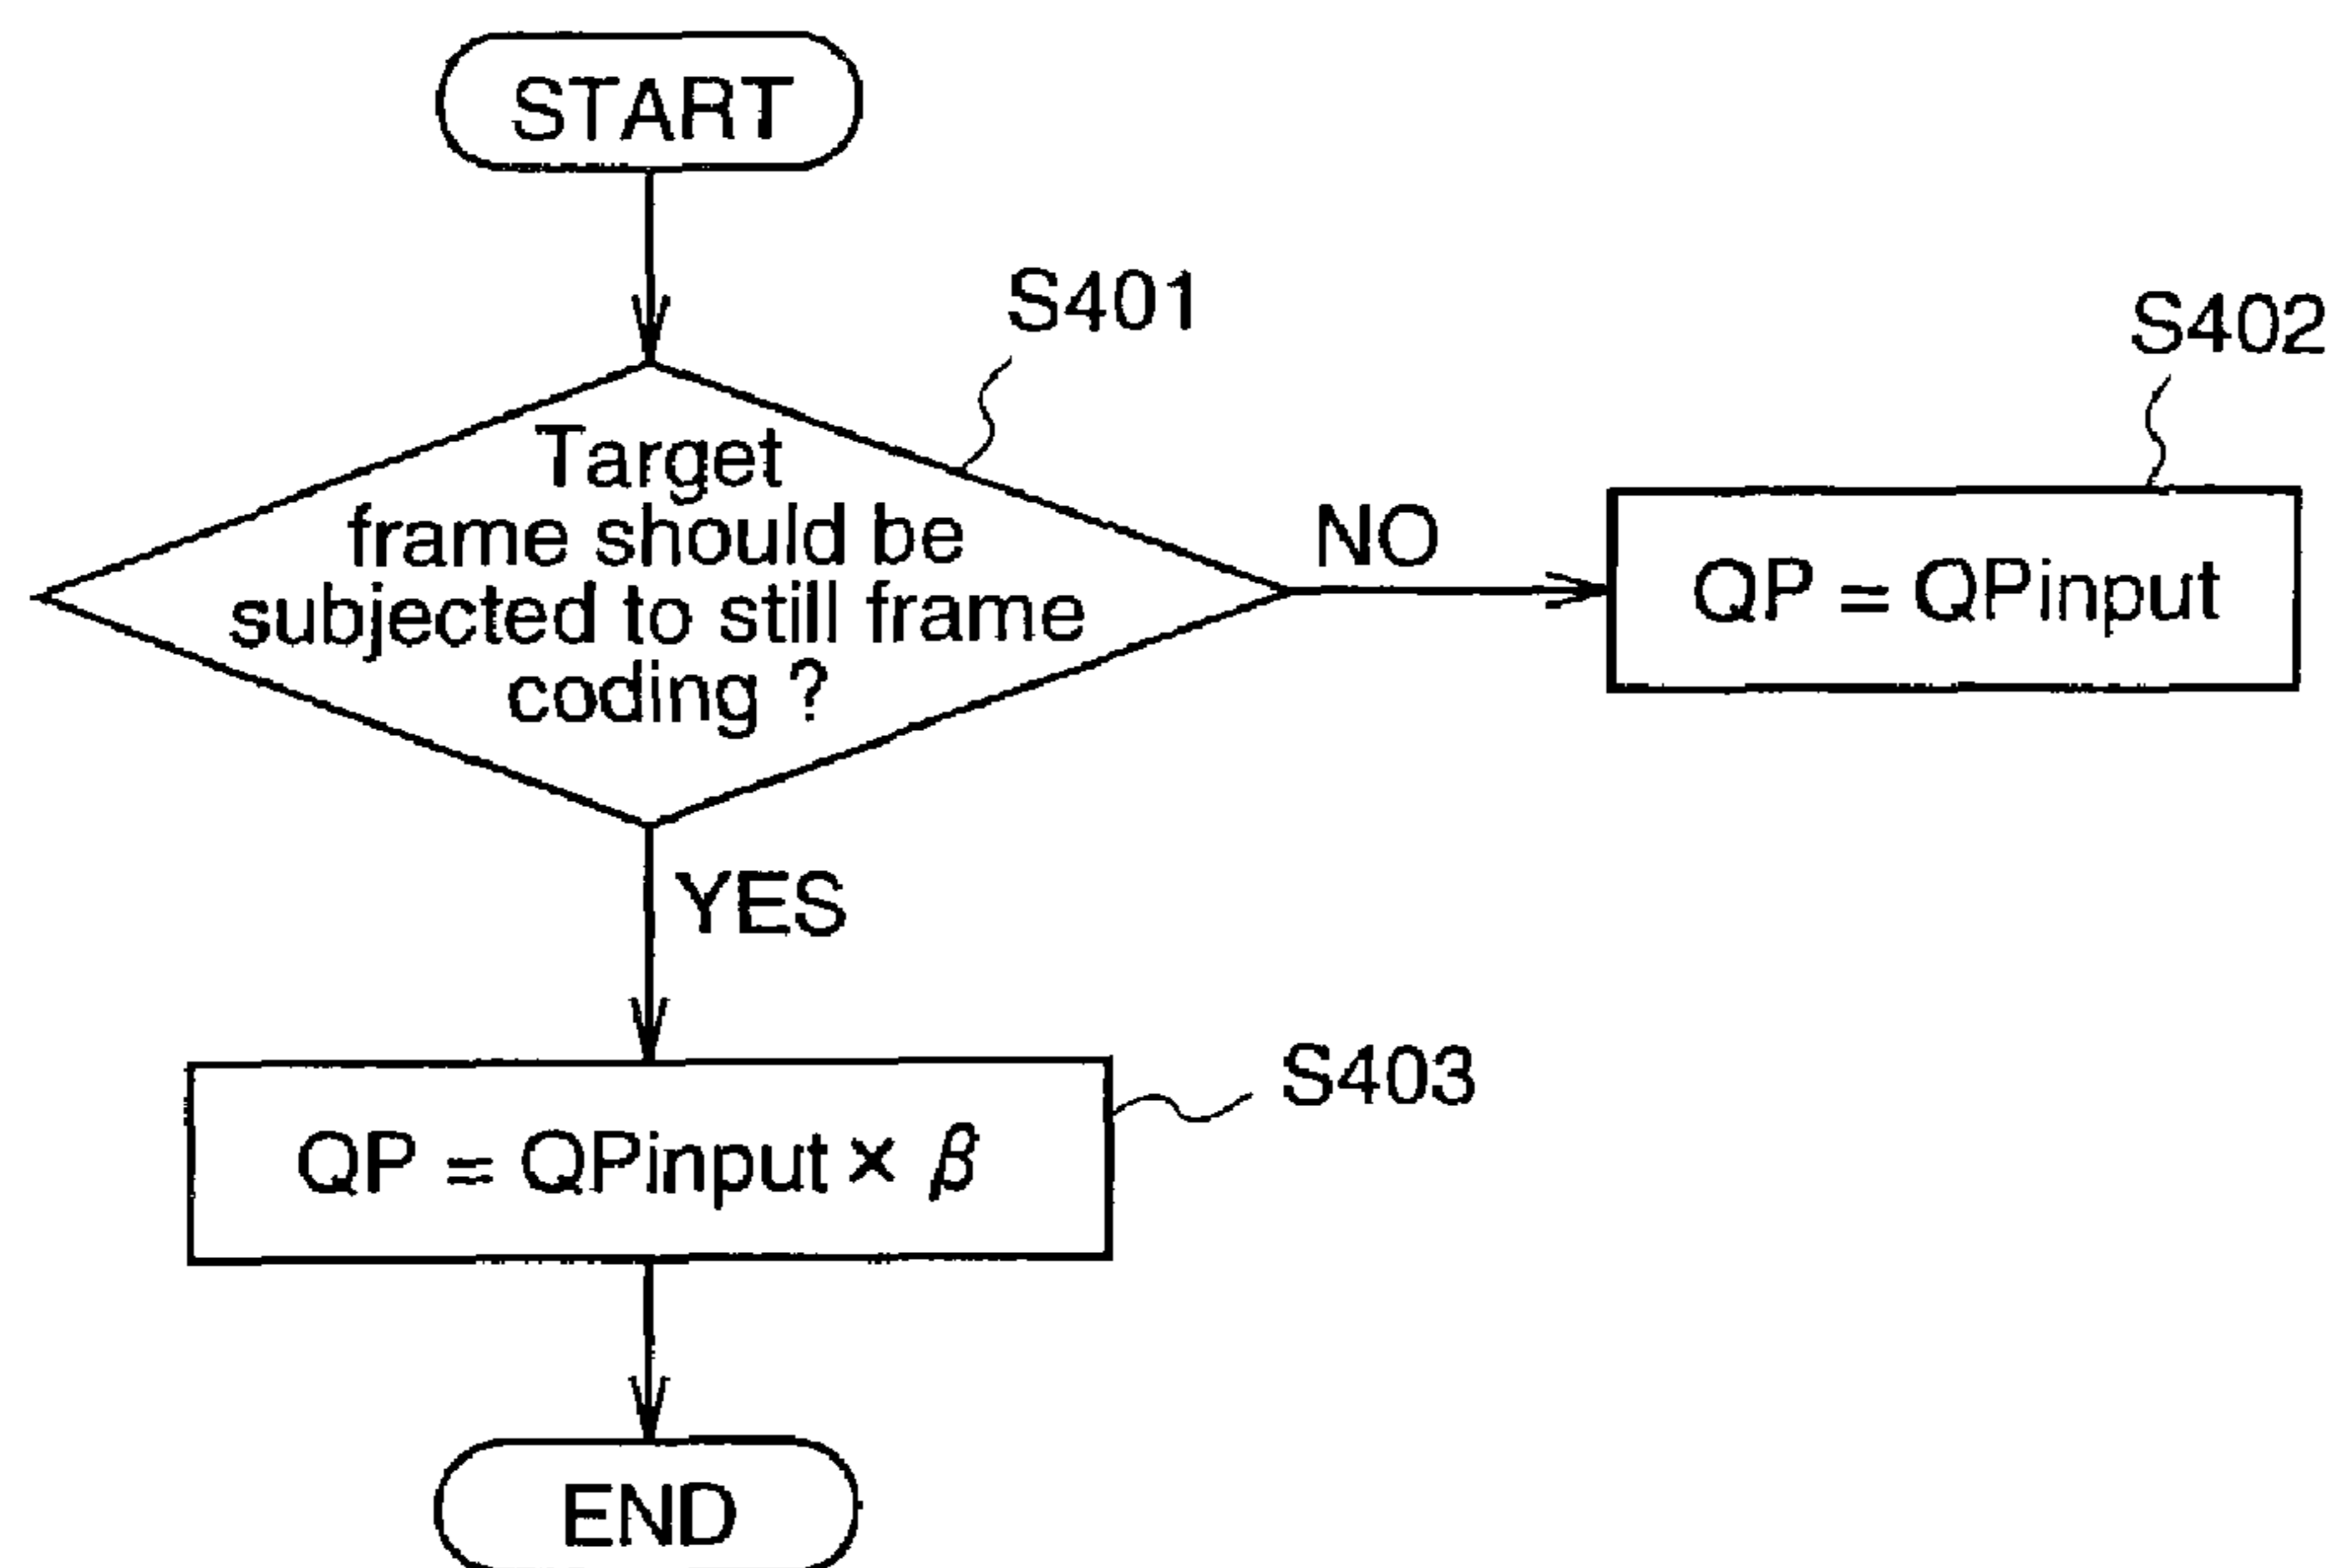 START
S401
S402
Target
frame should be
subjected to still frame
coding ?
NO
QP = QPinput
YES
S403
QP = QPinput × β
END